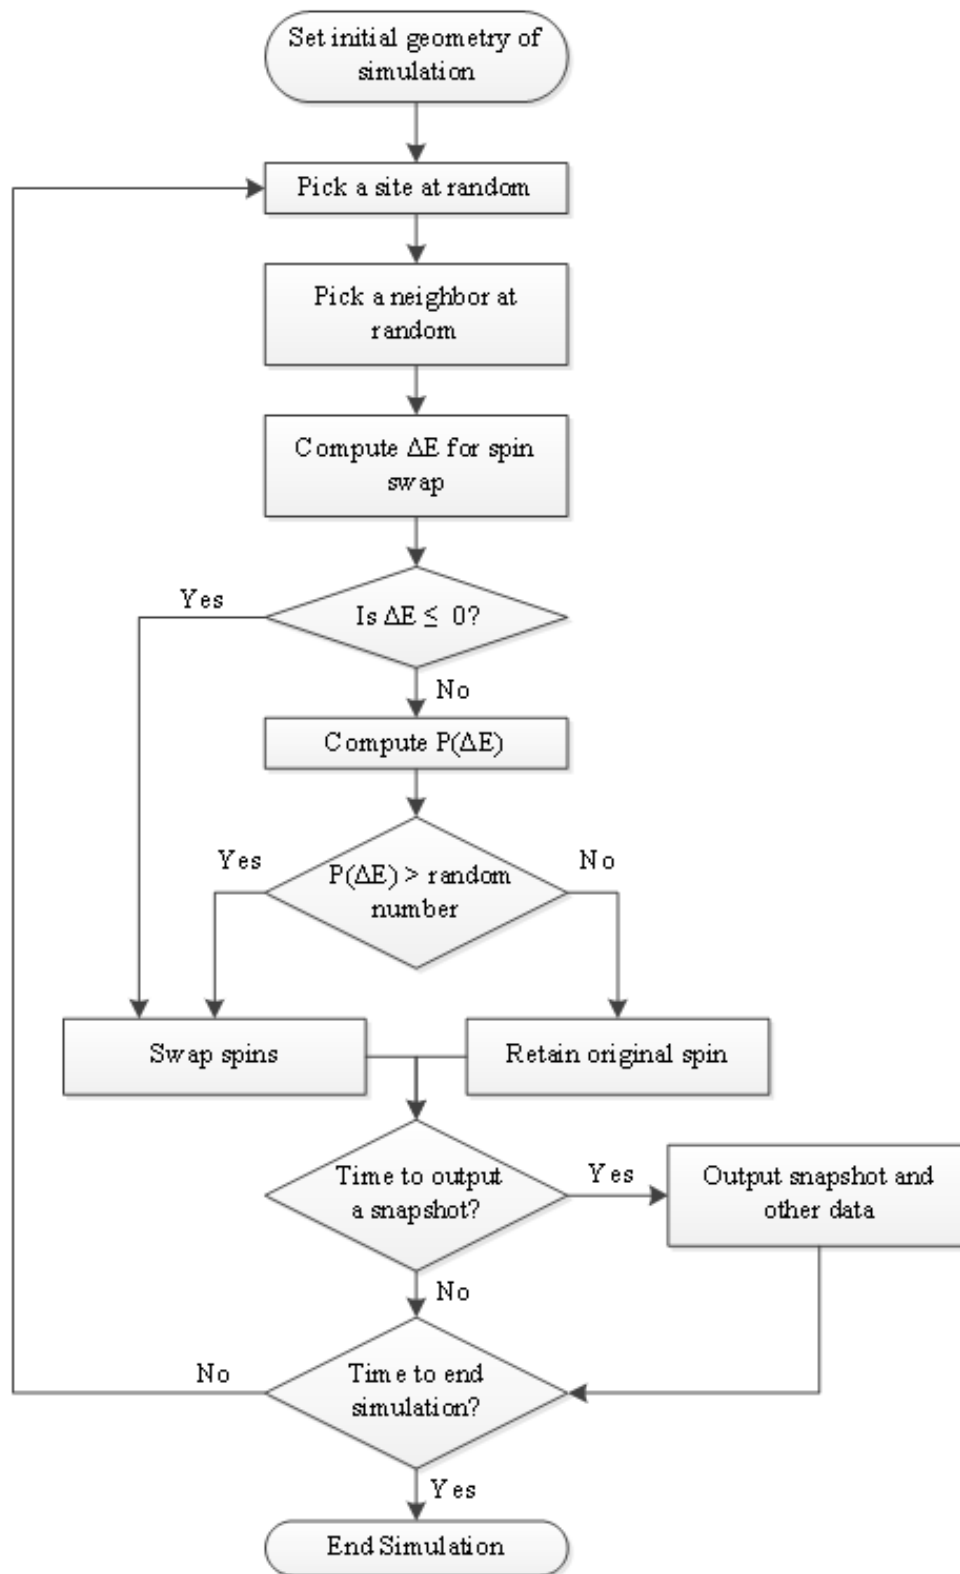 Set initial geometry of
simulation
Pick a site at random
Pick a neighbor at
random
Compute ΔE for spin
swap
Yes
Is ΔE ≤ 0?
No
Compute P(ΔE)
Yes
No
P(ΔE) > random
number
Swap spins
Retain original spin
Time to output
a snapshot?
Yes
Output snapshot and
other data
No
No
Time to end
simulation?
Yes
End Simulation